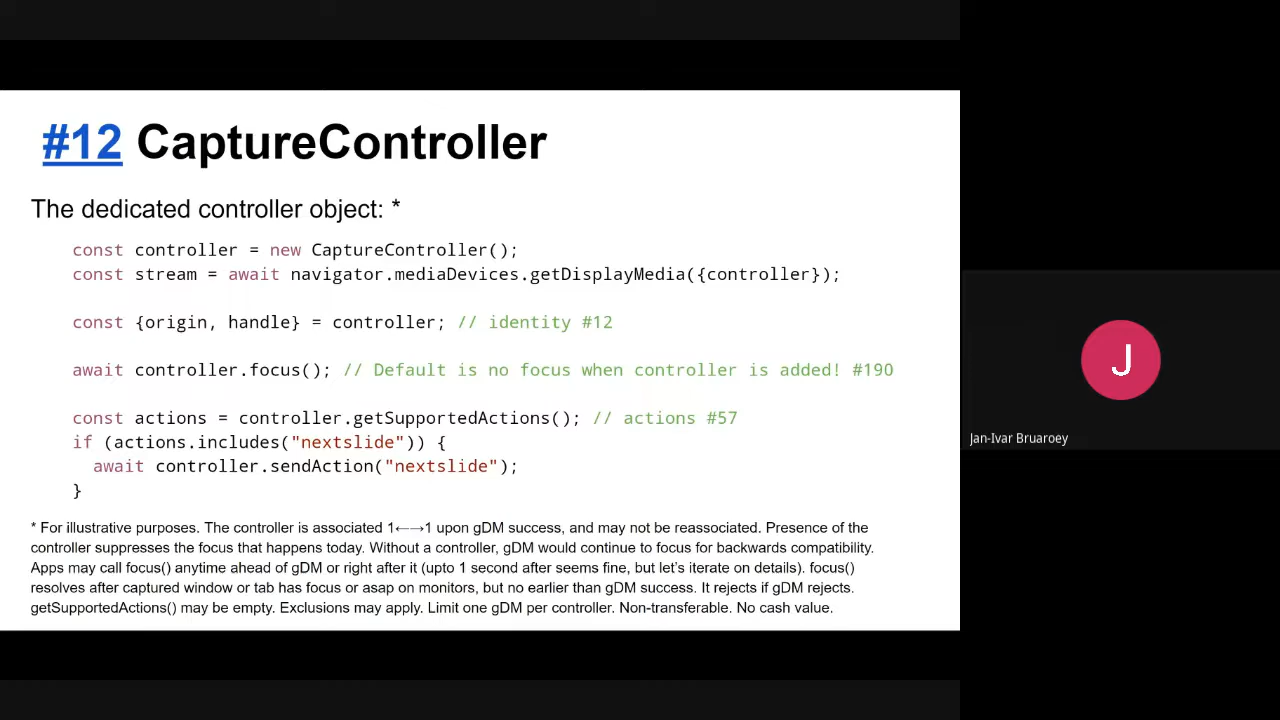 #12 CaptureController
The dedicated controller object: *
const controller = new CaptureController();
const stream = await navigator.mediaDevices.getDisplayMedia({controller});
const {origin, handle} = controller; // identity #12
await controller.focus(); // Default is no focus when controller is added! #190
const actions = controller.getSupportedActions(); // actions #57
if (actions.includes("nextslide")) {
await controller.sendAction("nextslide");
}
* For illustrative purposes. The controller is associated 1←→1 upon gDM success, and may not be reassociated. Presence of the
controller suppresses the focus that happens today. Without a controller, gDM would continue to focus for backwards compatibility.
Apps may call focus() anytime ahead of gDM or right after it (upto 1 second after seems fine, but let's iterate on details). focus()
resolves after captured window or tab has focus or asap on monitors, but no earlier than gDM success. It rejects if gDM rejects.
getSupportedActions() may be empty. Exclusions may apply. Limit one gDM per controller. Non-transferable. No cash value.
J
Jan-Ivar Bruaroey